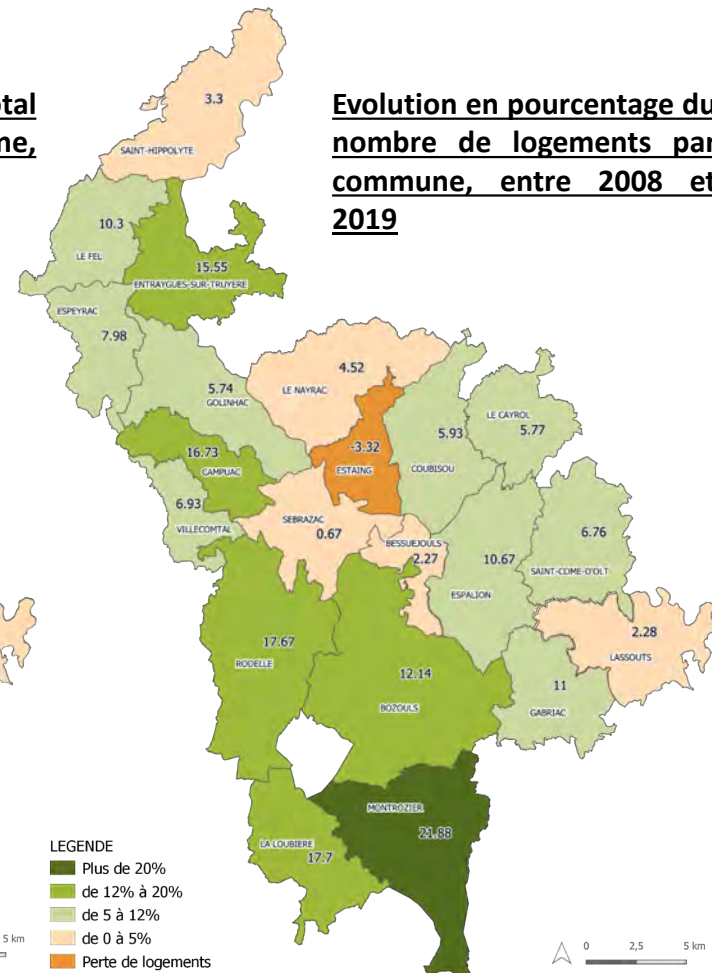 otal
ne,
Evolution en pourcentage du
nombre de logements par
commune, entre 2008 et
2019
3.3
SAINT-HIPPOLYTE
10.3
LE FEL
15.55
ENTRAYGUES-SUR-TRUYERE
ESPEYRAC
7.98
5.74
GOLINHAC
4.52
LE NAYRAC
LE CAYROL
5.77
5.93
COUBISOU
-3.32
ESTAING
16.73
CAMPUAC
6.93
VILLECOMTAL
SEBRAZAC
0.67
BESSUEJOULS
2.27
10.67
ESPALION
6.76
SAINT-COME-D'OLT
2.28
LASSOUTS
17.67
RODELLE
12.14
BOZOULS
11
GABRIAC
MONTROZIER
21.88
LA LOUBIERE
17.7
LEGENDE
Plus de 20%
de 12% à 20%
de 5 à 12%
de 0 à 5%
Perte de logements
5 km
0 2,5 5 km